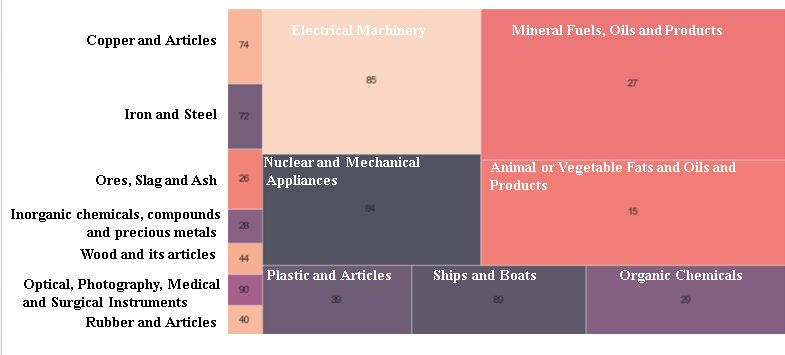 Copper and Articles
74
Electrical Machinery
85
Mineral Fuels, Oils and Products
27
Iron and Steel
72
Nuclear and Mechanical
Appliances
84
Animal or Vegetable Fats and Oils and
Products
15
Ores, Slag and Ash
26
Inorganic chemicals, compounds
and precious metals
28
Wood and its articles
44
Optical, Photography, Medical
and Surgical Instruments
90
Rubber and Articles
40
Plastic and Articles
39
Ships and Boats
89
Organic Chemicals
29